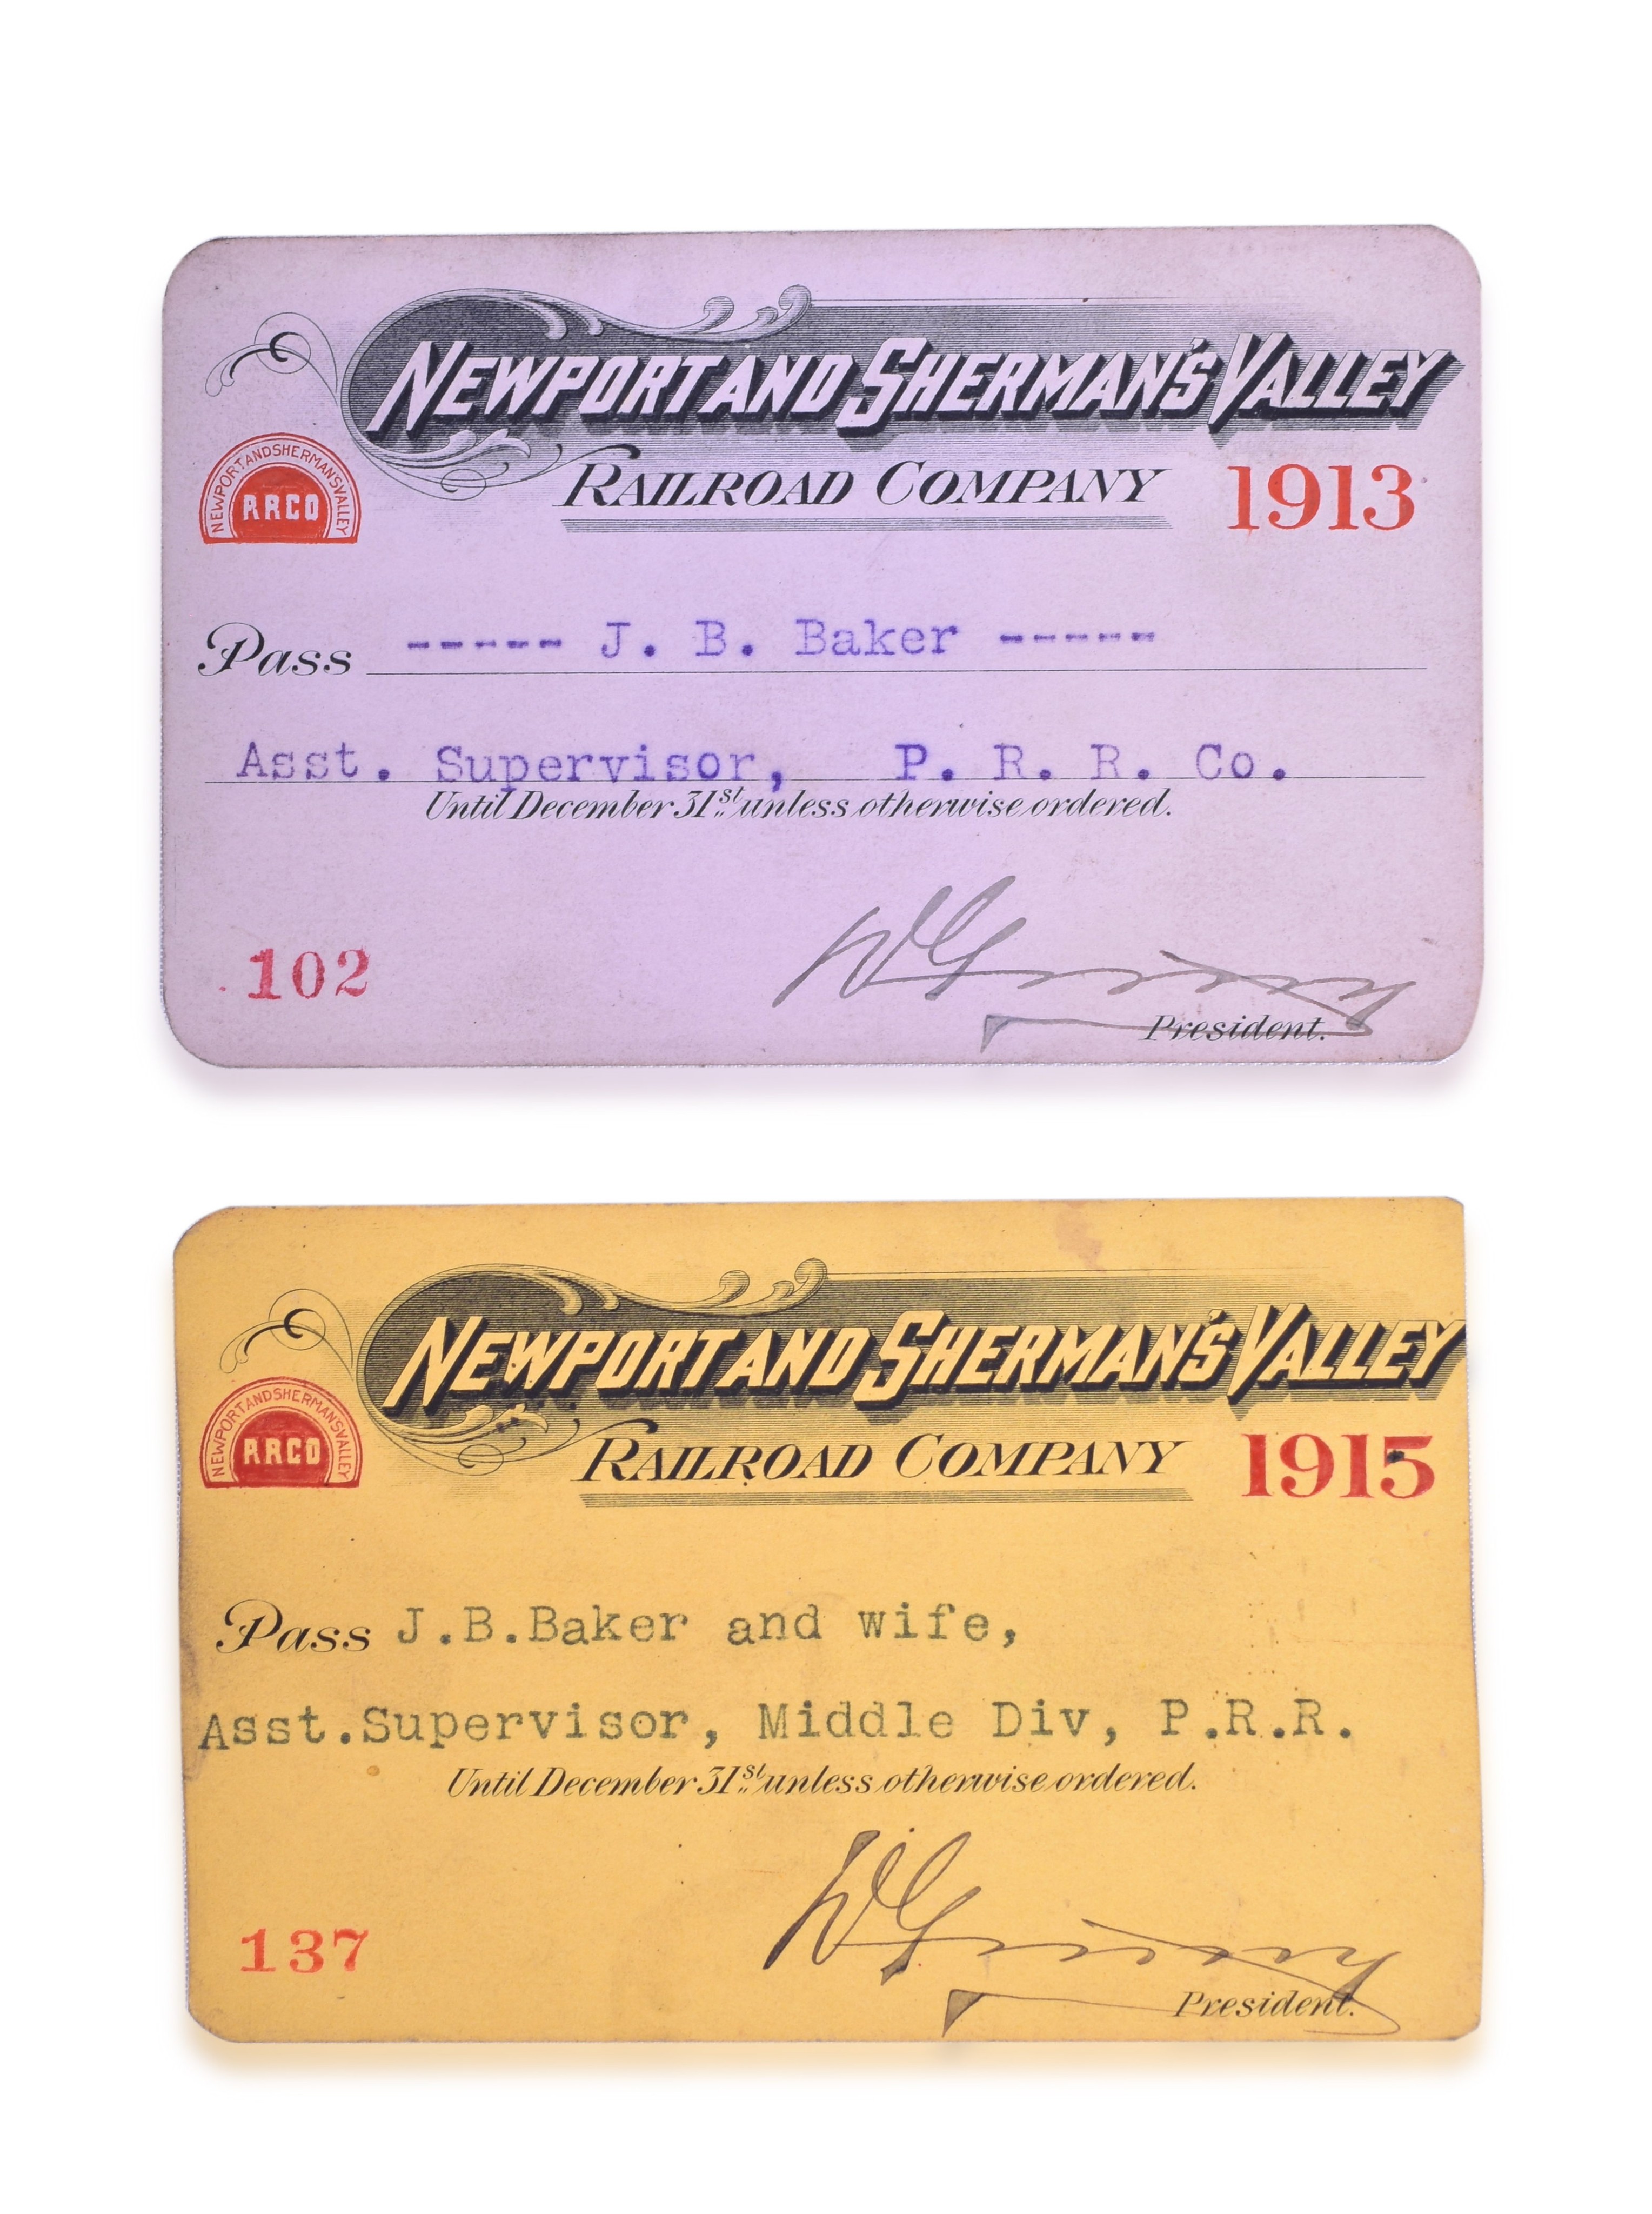 NEWPORT AND SHERMAN'S VALLEY
RAILROAD COMPANY 1913
NEWPORT AND SHERMAN'S VALLEY
RRCO
Pass ----- J. B. Baker -----
Asst. Supervisor, P. R. R. Co.
Until December 31st unless otherwise ordered.
102
President.
NEWPORT AND SHERMAN'S VALLEY
RAILROAD COMPANY 1915
NEWPORT AND SHERMAN'S VALLEY
RRCO
Pass J.B.Baker and wife,
Asst.Supervisor, Middle Div, P.R.R.
Until December 31st unless otherwise ordered.
137
President.